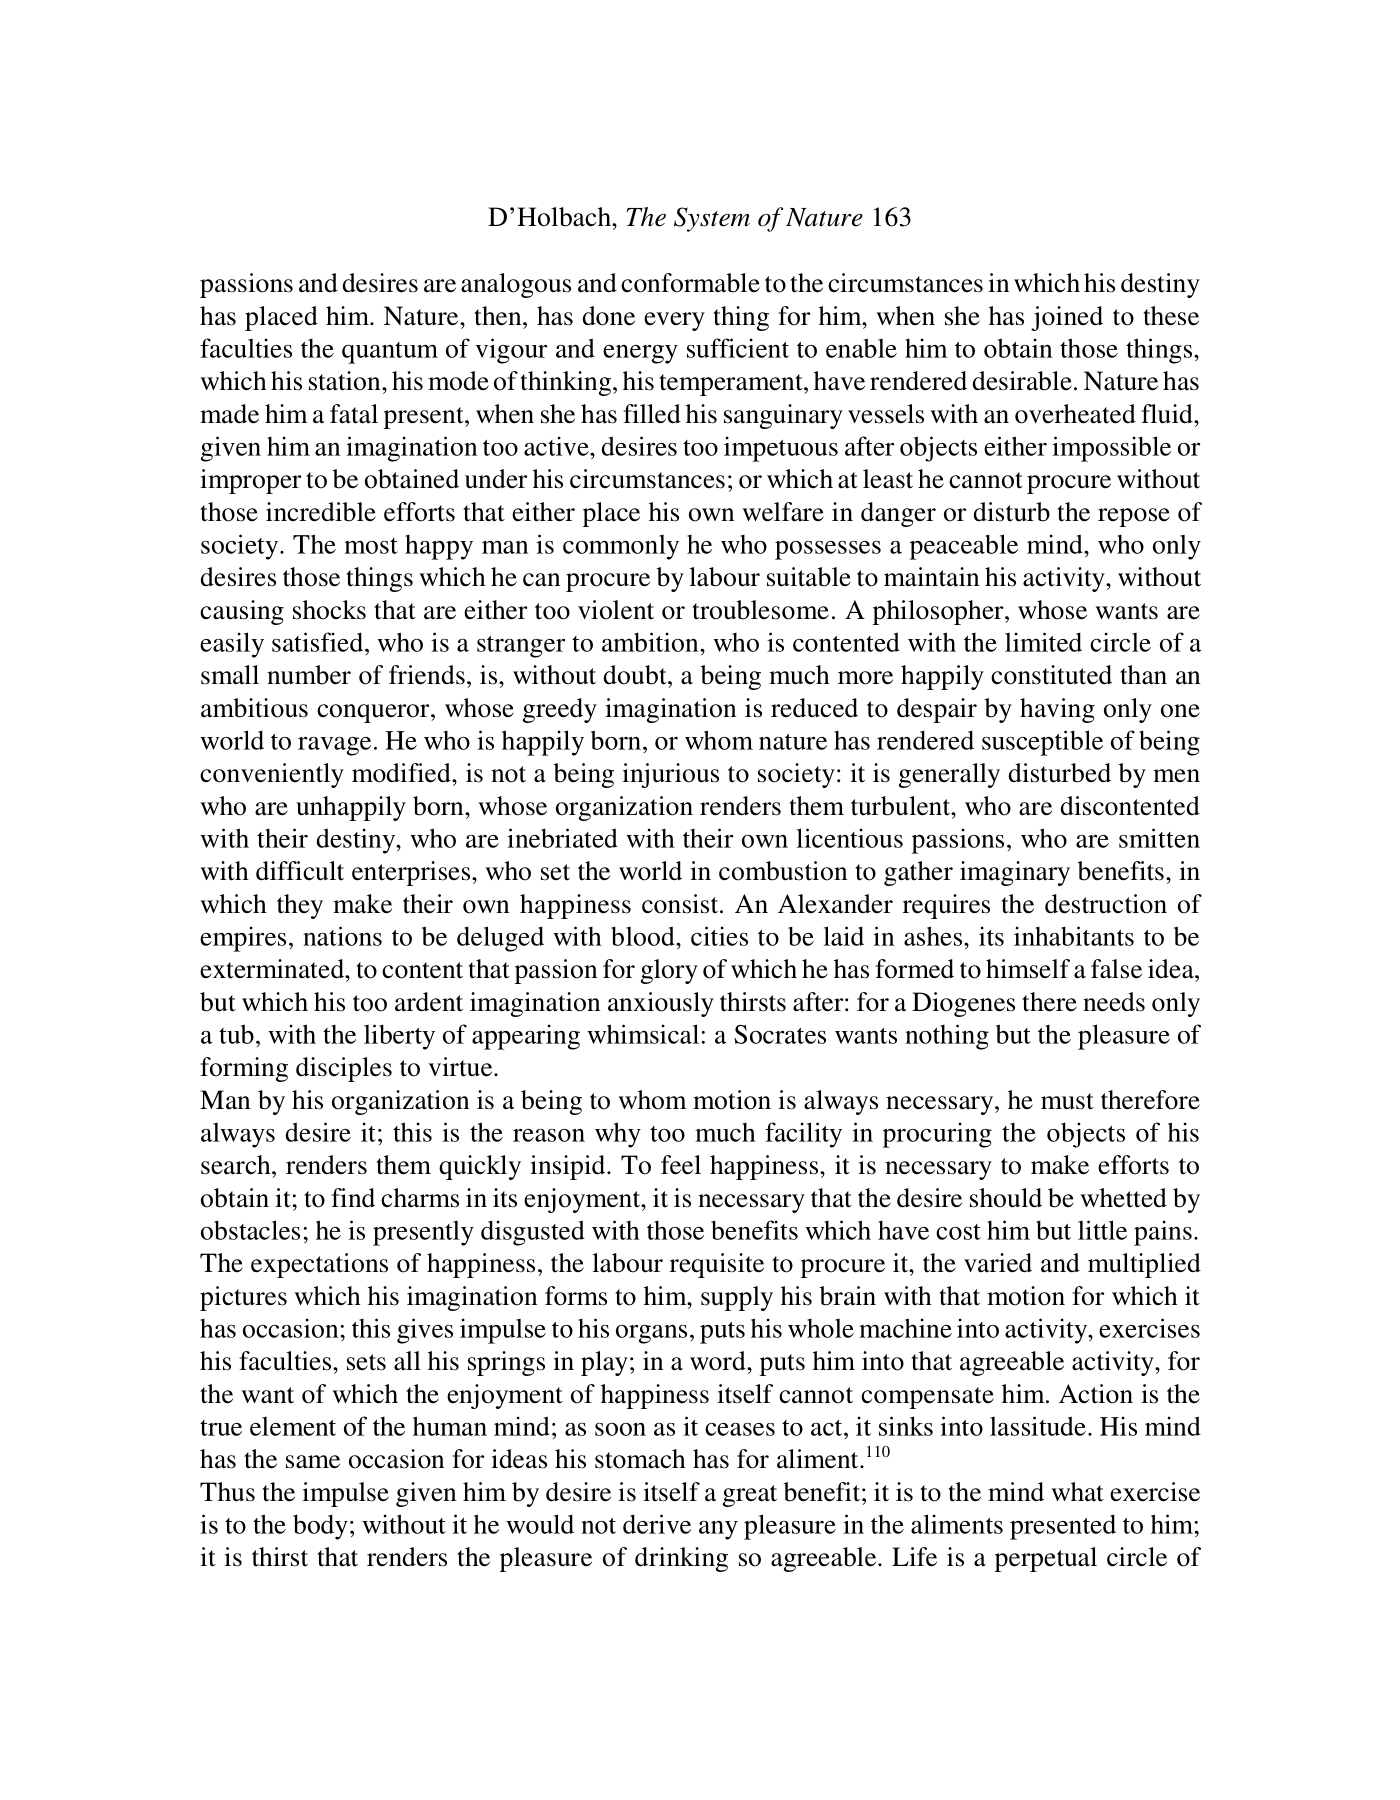 D’Holbach, The System of Nature 163
passions and desires are analogous and conformable to the circumstances in which his destiny
has placed him. Nature, then, has done every thing for him, when she has joined to these
faculties the quantum of vigour and energy sufficient to enable him to obtain those things,
which his station, his mode of thinking, his temperament, have rendered desirable. Nature has
made him a fatal present, when she has filled his sanguinary vessels with an overheated fluid,
given him an imagination too active, desires too impetuous after objects either impossible or
improper to be obtained under his circumstances; or which at least he cannot procure without
those incredible efforts that either place his own welfare in danger or disturb the repose of
society. The most happy man is commonly he who possesses a peaceable mind, who only
desires those things which he can procure by labour suitable to maintain his activity, without
causing shocks that are either too violent or troublesome. A philosopher, whose wants are
easily satisfied, who is a stranger to ambition, who is contented with the limited circle of a
small number of friends, is, without doubt, a being much more happily constituted than an
ambitious conqueror, whose greedy imagination is reduced to despair by having only one
world to ravage. He who is happily born, or whom nature has rendered susceptible of being
conveniently modified, is not a being injurious to society: it is generally disturbed by men
who are unhappily born, whose organization renders them turbulent, who are discontented
with their destiny, who are inebriated with their own licentious passions, who are smitten
with difficult enterprises, who set the world in combustion to gather imaginary benefits, in
which they make their own happiness consist. An Alexander requires the destruction of
empires, nations to be deluged with blood, cities to be laid in ashes, its inhabitants to be
exterminated, to content that passion for glory of which he has formed to himself a false idea,
but which his too ardent imagination anxiously thirsts after: for a Diogenes there needs only
a tub, with the liberty of appearing whimsical: a Socrates wants nothing but the pleasure of
forming disciples to virtue.
Man by his organization is a being to whom motion is always necessary, he must therefore
always desire it; this is the reason why too much facility in procuring the objects of his
search, renders them quickly insipid. To feel happiness, it is necessary to make efforts to
obtain it; to find charms in its enjoyment, it is necessary that the desire should be whetted by
obstacles; he is presently disgusted with those benefits which have cost him but little pains.
The expectations of happiness, the labour requisite to procure it, the varied and multiplied
pictures which his imagination forms to him, supply his brain with that motion for which it
has occasion; this gives impulse to his organs, puts his whole machine into activity, exercises
his faculties, sets all his springs in play; in a word, puts him into that agreeable activity, for
the want of which the enjoyment of happiness itself cannot compensate him. Action is the
true element of the human mind; as soon as it ceases to act, it sinks into lassitude. His mind
has the same occasion for ideas his stomach has for aliment.110
Thus the impulse given him by desire is itself a great benefit; it is to the mind what exercise
is to the body; without it he would not derive any pleasure in the aliments presented to him;
it is thirst that renders the pleasure of drinking so agreeable. Life is a perpetual circle of